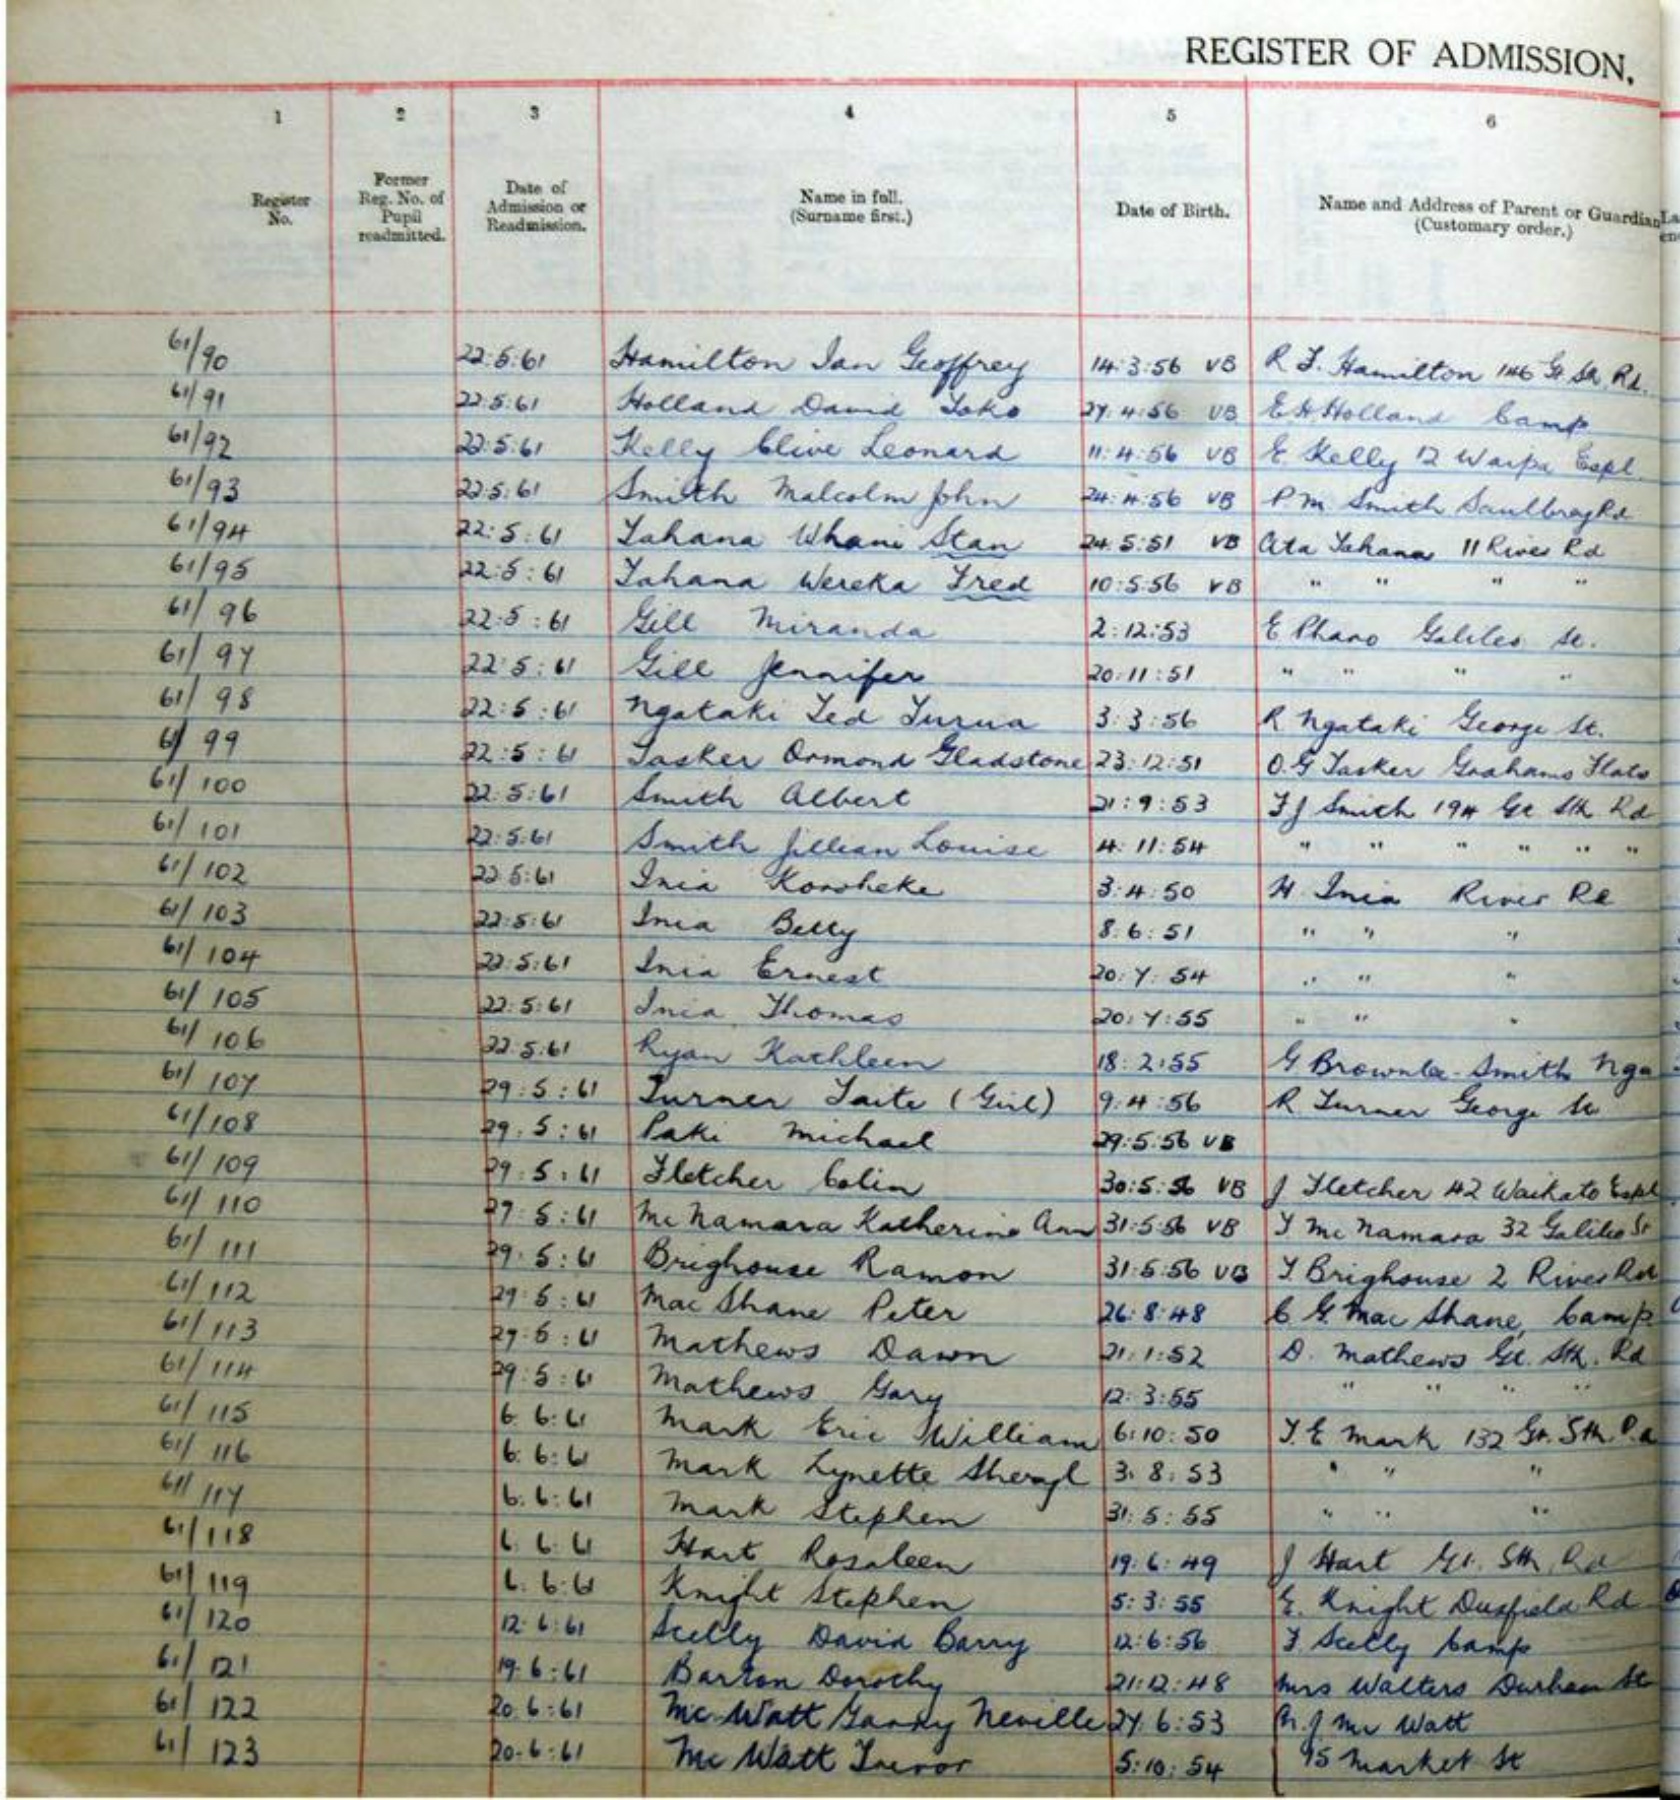 REGISTER OF ADMISSION,
1 2 3 4 5 6
Register No. Former Reg. No. of Pupil readmitted. Date of Admission or Readmission. Name in full. (Surname first.) Date of Birth. Name and Address of Parent or Guardian (Customary order.)
61/90 22:5:61 Hamilton Ian Geoffrey 14:3:56 VB R J. Hamilton 146 Gt Sth Rd.
61/91 22:5:61 Holland David Toko 27:4:56 VB E H Holland Camp
61/92 22:5:61 Kelly Clive Leonard 11:4:56 VB E Kelly 12 Waipa Espl.
61/93 22:5:61 Smith Malcolm John 24:4:56 VB P M Smith Saulbrey Rd
61/94 22:5:61 Tahana Whani Stan 24:5:51 VB Ata Tahana 11 River Rd
61/95 22:5:61 Tahana Wereka Fred 10:5:56 VB " " " "
61/96 22:5:61 Gill Miranda 2:12:53 E Pharo Galileo St.
61/97 22:5:61 Gill Jennifer 20:11:51 " " " "
61/98 22:5:61 Ngataki Ted Turua 3:3:56 R Ngataki George St.
61/99 22:5:61 Tasker Ormond Gladstone 23:12:51 O.G Tasker Grahams Flats
61/100 22:5:61 Smith Albert 21:9:53 F J Smith 194 Gt Sth Rd
61/101 22:5:61 Smith Jillian Louise 4:11:54 " " " " " "
61/102 22:5:61 Inia Koroheke 3:4:50 H Inia River Rd
61/103 22:5:61 Inia Betty 8:6:51 " " "
61/104 22:5:61 Inia Ernest 20:7:54 " " "
61/105 22:5:61 Inia Thomas 20:7:55 " " "
61/106 22:5:61 Ryan Kathleen 18:2:55 G Brownlee-Smith Nga
61/107 29:5:61 Turner Taite (Girl) 9:4:56 R Turner George St
61/108 29:5:61 Paki Michael 29:5:56 VB
61/109 29:5:61 Fletcher Colin 30:5:56 VB J Fletcher 42 Waikato Espl
61/110 29:5:61 McNamara Katherine Ann 31:5:56 VB T McNamara 32 Galileo St
61/111 29:5:61 Brighouse Ramon 31:5:56 VB T. Brighouse 2 River Rd
61/112 29:5:61 MacShane Peter 26:8:48 C G. MacShane, Camp.
61/113 29:5:61 Mathews Dawn 21:1:52 D. Mathews Gt. Sth. Rd
61/114 29:5:61 Mathews Gary 12:3:55 " " " "
61/115 6:6:61 Mark Eric William 6:10:50 T. E Mark 132 Gt. Sth. Rd
61/116 6:6:61 Mark Lynette Sheryl 3:8:53 " " "
61/117 6:6:61 Mark Stephen 31:5:55 " " "
61/118 6:6:61 Hart Rosaleen 19:6:49 J Hart Gt. Sth. Rd
61/119 6:6:61 Knight Stephen 5:3:55 E. Knight Duffield Rd
61/120 12:6:61 Scelly David Barry 12:6:56 F Scelly Camp
61/121 19:6:61 Barton Dorothy 21:12:48 Mrs Walters Durham St
61/122 20:6:61 McWatt Garry Neville 27:6:53 J McWatt
61/123 20:6:61 McWatt Trevor 5:10:54 95 Market St